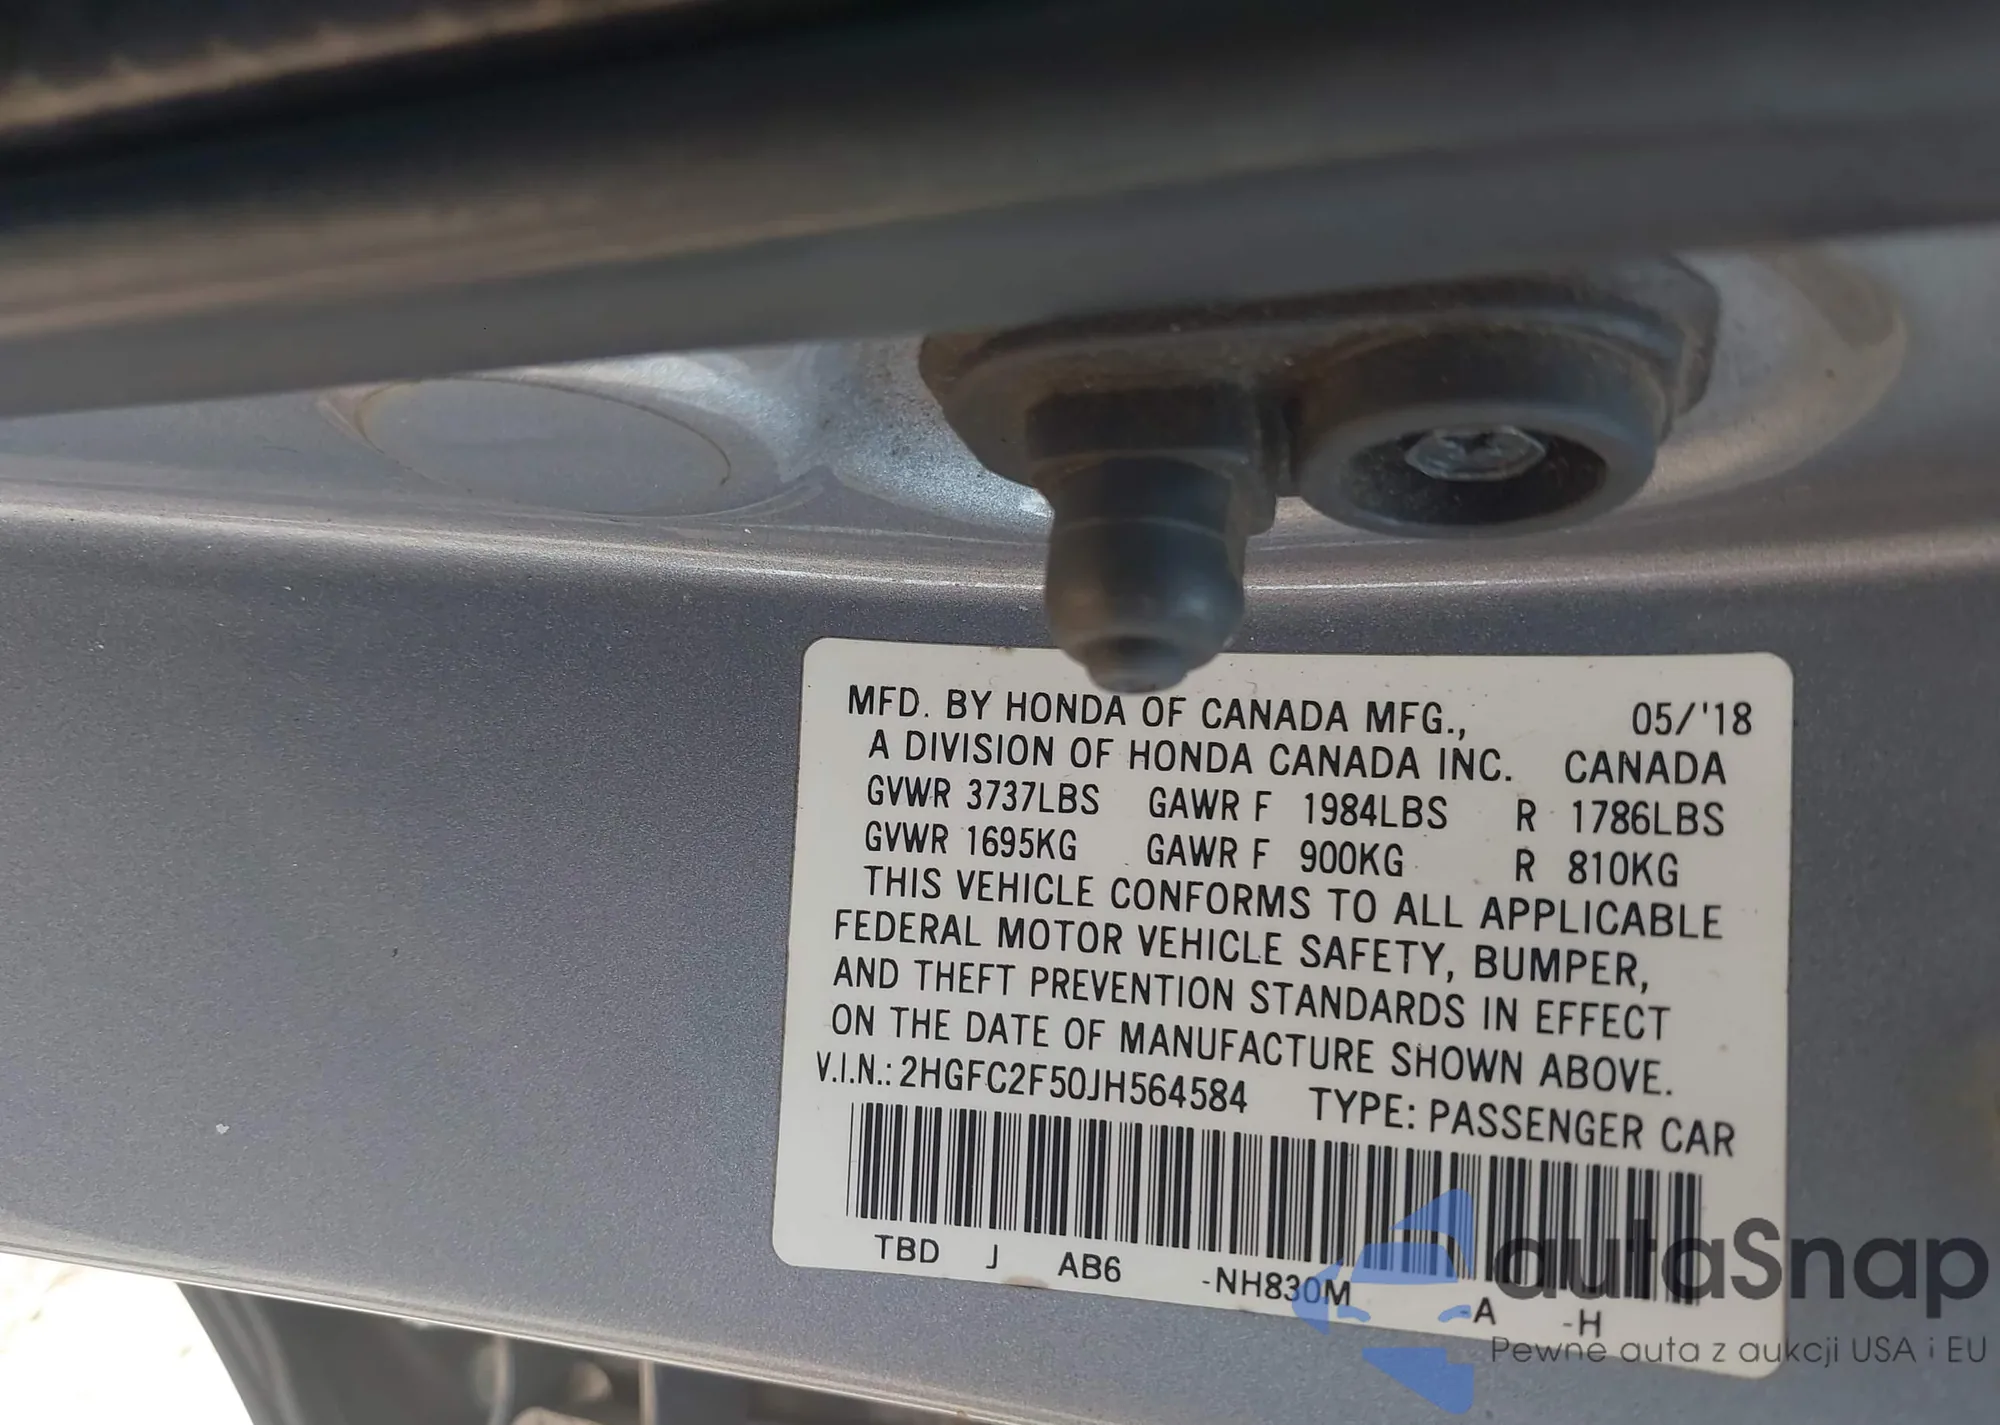 MFD. BY HONDA OF CANADA MFG., 05/'18
A DIVISION OF HONDA CANADA INC. CANADA
GVWR 3737LBS GAWR F 1984LBS R 1786LBS
GVWR 1695KG GAWR F 900KG R 810KG
THIS VEHICLE CONFORMS TO ALL APPLICABLE
FEDERAL MOTOR VEHICLE SAFETY, BUMPER,
AND THEFT PREVENTION STANDARDS IN EFFECT
ON THE DATE OF MANUFACTURE SHOWN ABOVE.
V.I.N.: 2HGFC2F50JH564584 TYPE: PASSENGER CAR
TBD J AB6 -NH830M -A -H
autaSnap
Pewne auta z aukcji USA i EU